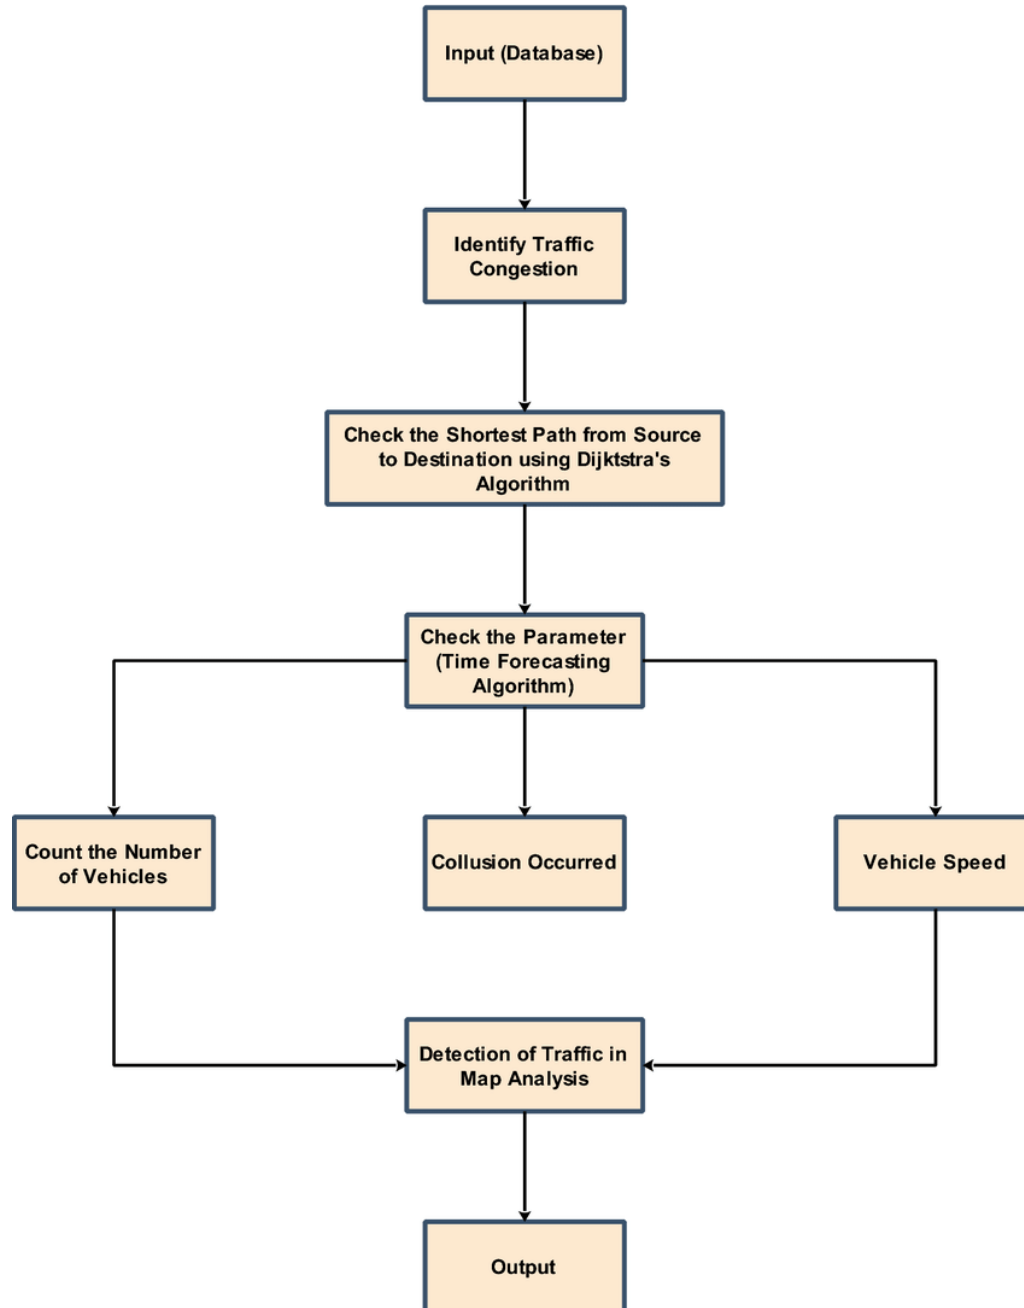 Input (Database)
Identify Traffic
Congestion
Check the Shortest Path from Source
to Destination using Dijktstra's
Algorithm
Check the Parameter
(Time Forecasting
Algorithm)
Count the Number
of Vehicles
Collusion Occurred
Vehicle Speed
Detection of Traffic in
Map Analysis
Output